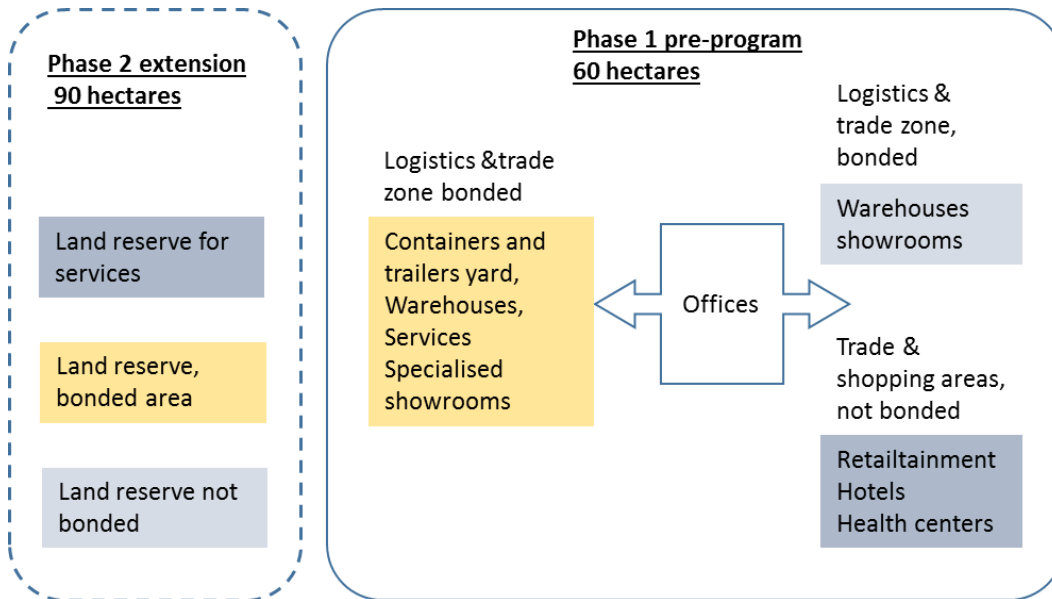 Phase 2 extension
90 hectares
Land reserve for
services
Land reserve,
bonded area
Land reserve not
bonded
Phase 1 pre-program
60 hectares
Logistics &trade
zone bonded
Containers and
trailers yard,
Warehouses,
Services
Specialised
showrooms
Offices
Logistics &
trade zone,
bonded
Warehouses
showrooms
Trade &
shopping areas,
not bonded
Retailtainment
Hotels
Health centers